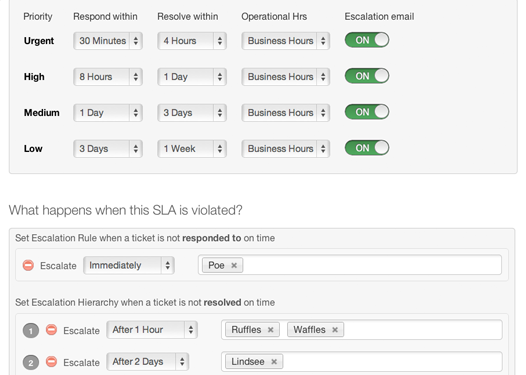 Priority Respond within Resolve within Operational Hrs Escalation email
Urgent 30 Minutes 4 Hours Business Hours ON
High 8 Hours 1 Day Business Hours ON
Medium 1 Day 3 Days Business Hours ON
Low 3 Days 1 Week Business Hours ON
What happens when this SLA is violated?
Set Escalation Rule when a ticket is not responded to on time
Escalate Immediately Poe ×
Set Escalation Hierarchy when a ticket is not resolved on time
1 Escalate After 1 Hour Ruffles × Waffles ×
2 Escalate After 2 Days Lindsee ×